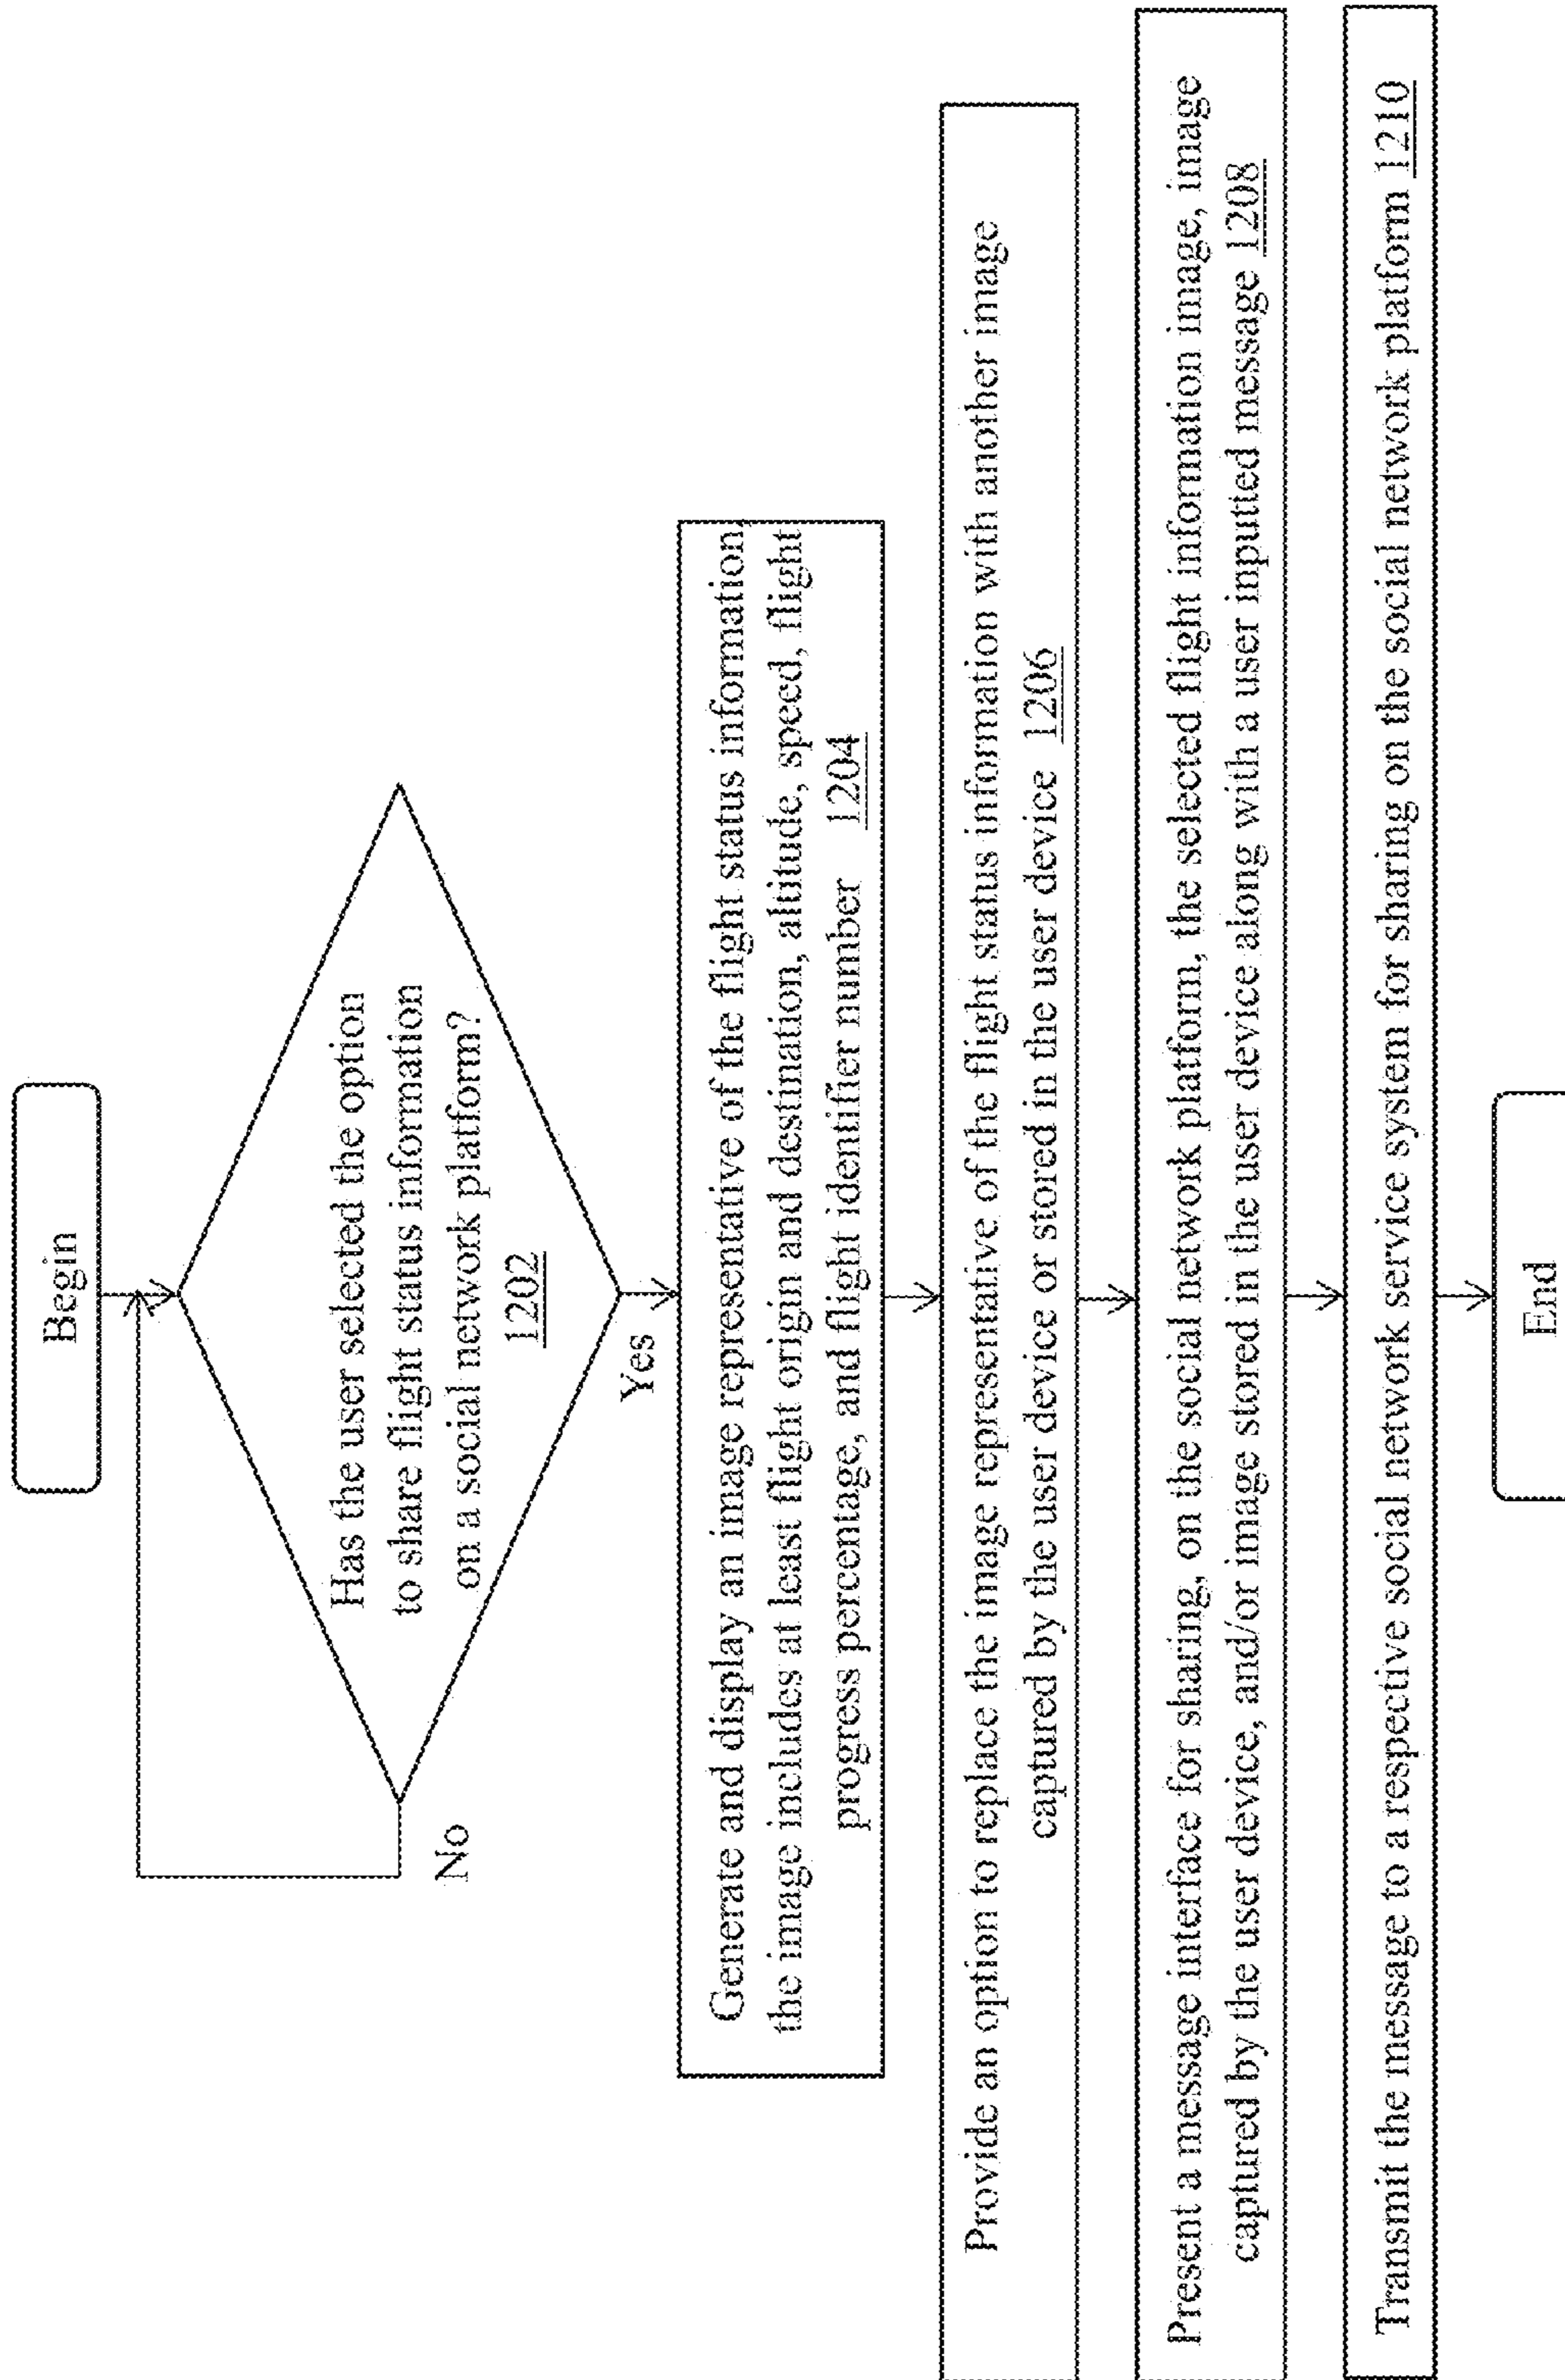 Begin
Has the user selected the option
to share flight status information
on a social network platform?
1202
No
Yes
Generate and display an image representative of the flight status information
the image includes at least flight origin and destination, altitude, speed, flight
progress percentage, and flight identifier number 1204
Provide an option to replace the image representative of the flight status information with another image
captured by the user device or stored in the user device 1206
Present a message interface for sharing, on the social network platform, the selected flight information image, image
captured by the user device, and/or image stored in the user device along with a user inputted message 1208
Transmit the message to a respective social network service system for sharing on the social network platform 1210
End